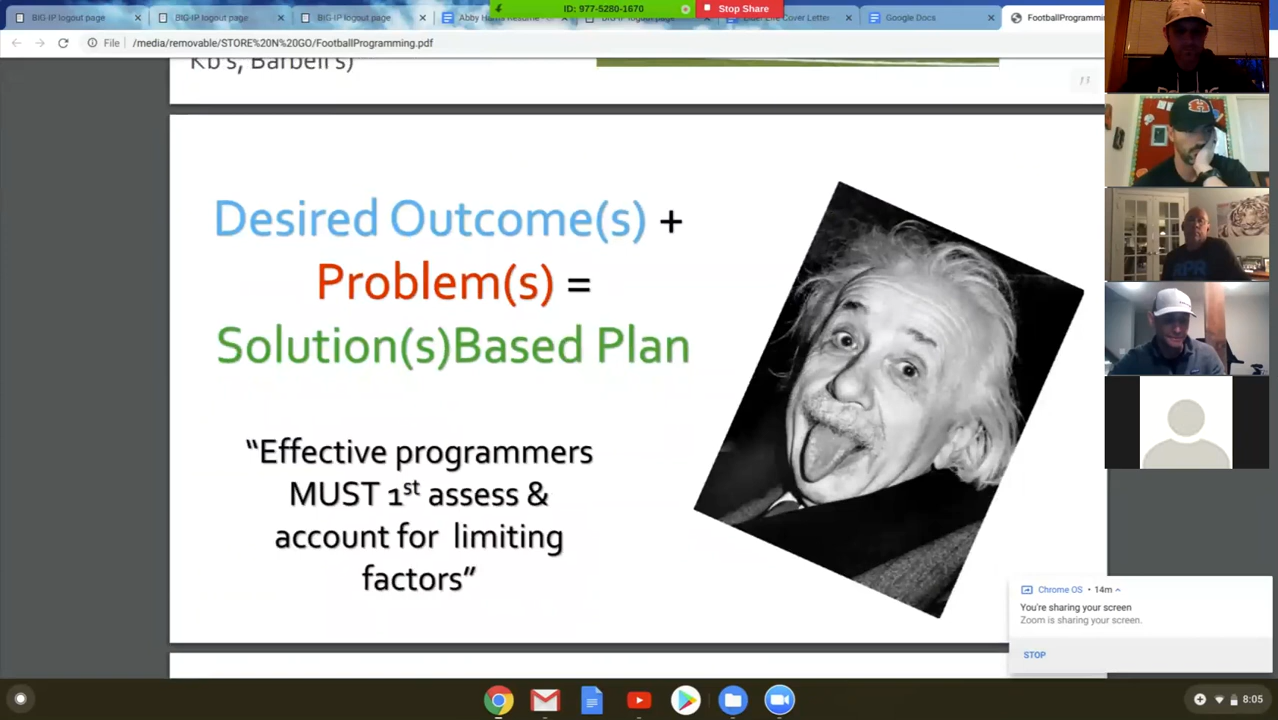 BIG-IP logout page
BIG-IP logout page
BIG-IP logout page
Google Docs
FootballProgramming
ID: 977-5280-1670
Stop Share
File
/media/removable/STORE%20N%20GO/FootballProgramming.pdf
Kb's, Barbell's)
Desired Outcome(s) +
Problem(s) =
Solution(s)Based Plan
“Effective programmers
MUST 1st assess &
account for limiting
factors”
RPR
Chrome OS • 14m
You're sharing your screen
Zoom is sharing your screen.
STOP
8:05